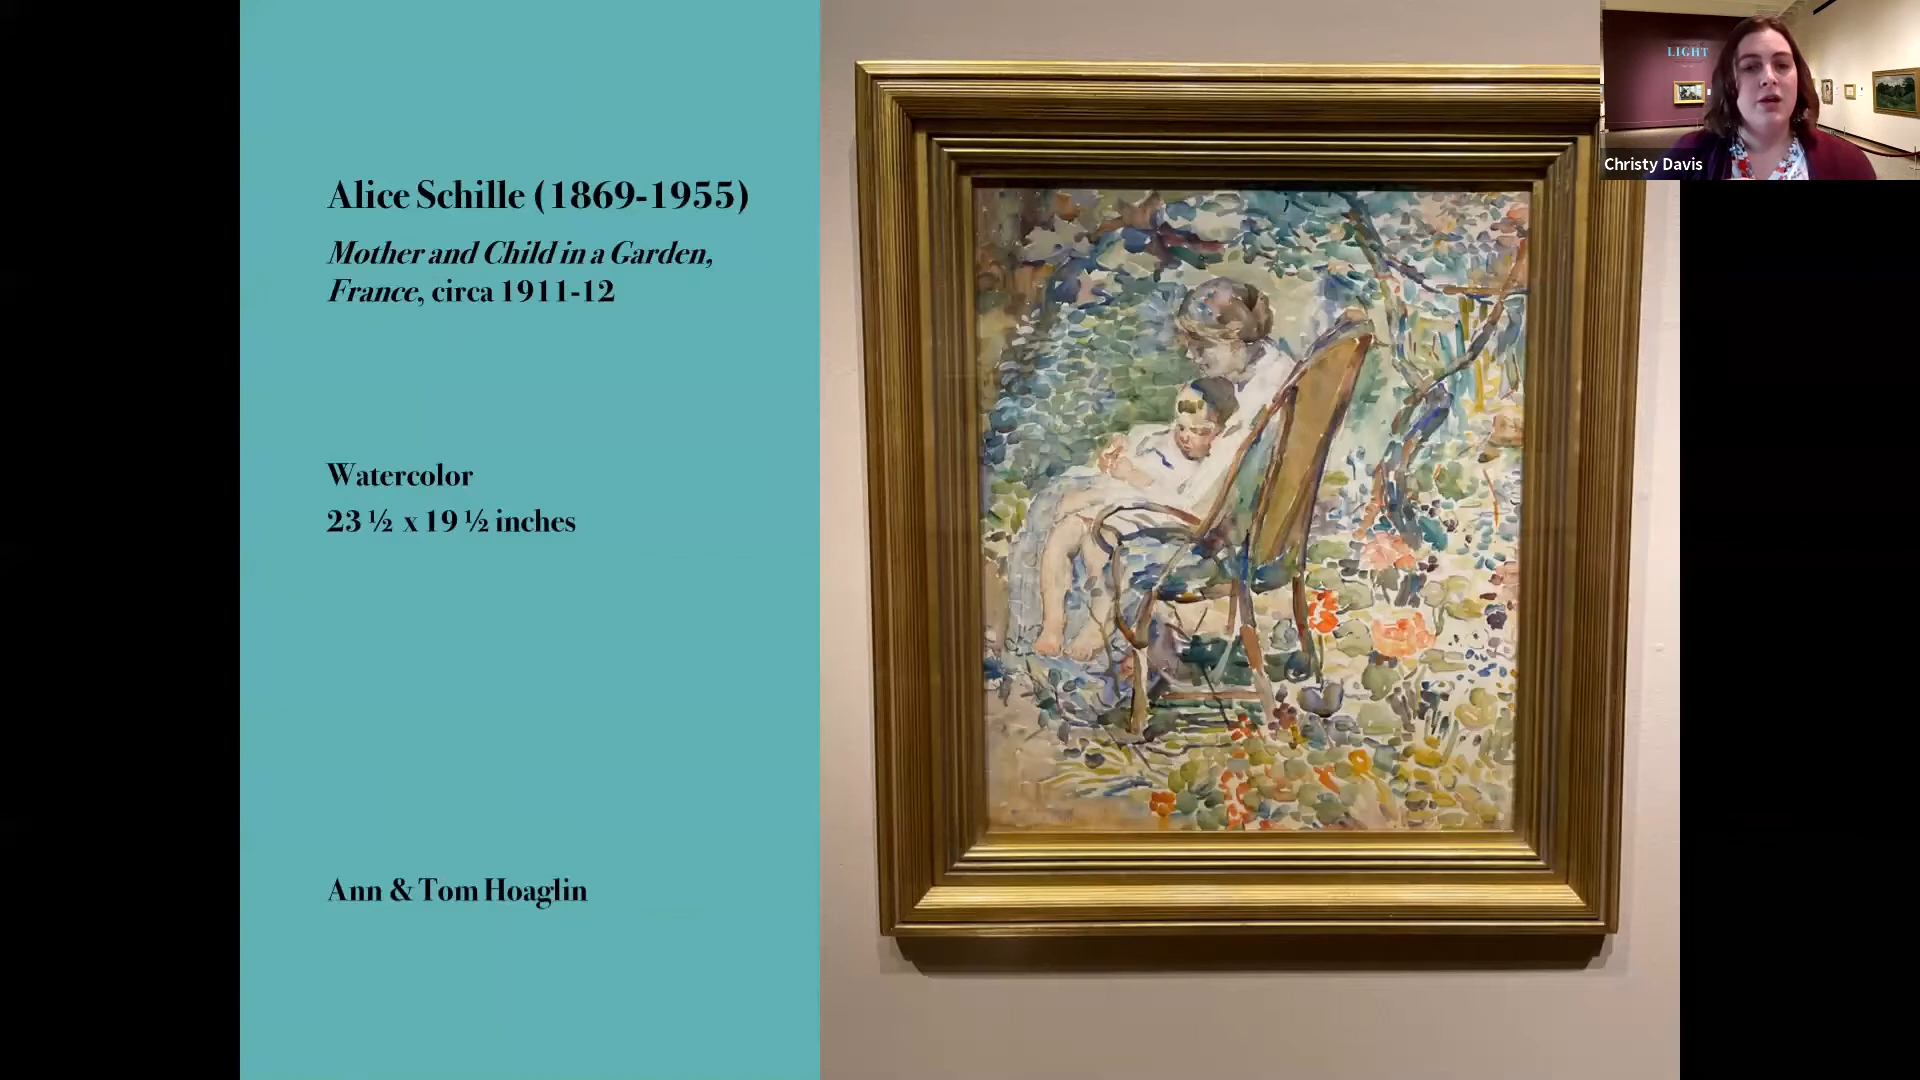 Alice Schille (1869-1955)
Mother and Child in a Garden,
France, circa 1911-12
Watercolor
23 ½ x 19 ½ inches
Ann & Tom Hoaglin
LIGHT
Christy Davis